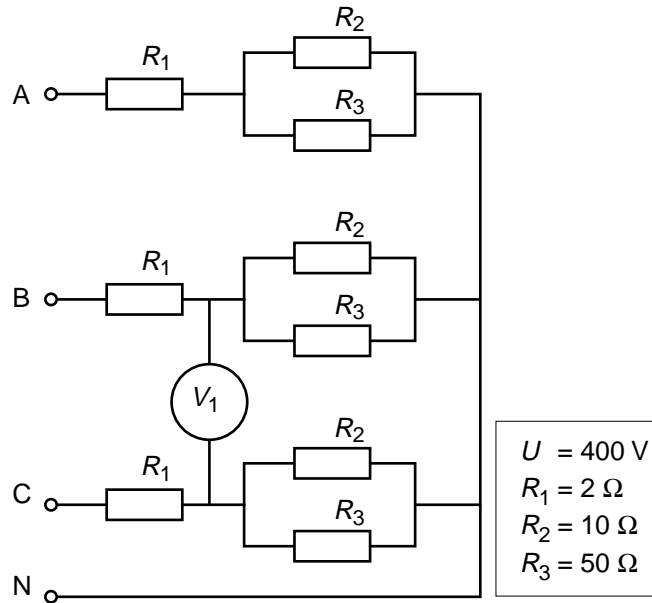 R2
R1
A
R3
R2
R1
B
R3
V1
R2
R1
C
R3
N
U = 400 V
R1 = 2 Ω
R2 = 10 Ω
R3 = 50 Ω